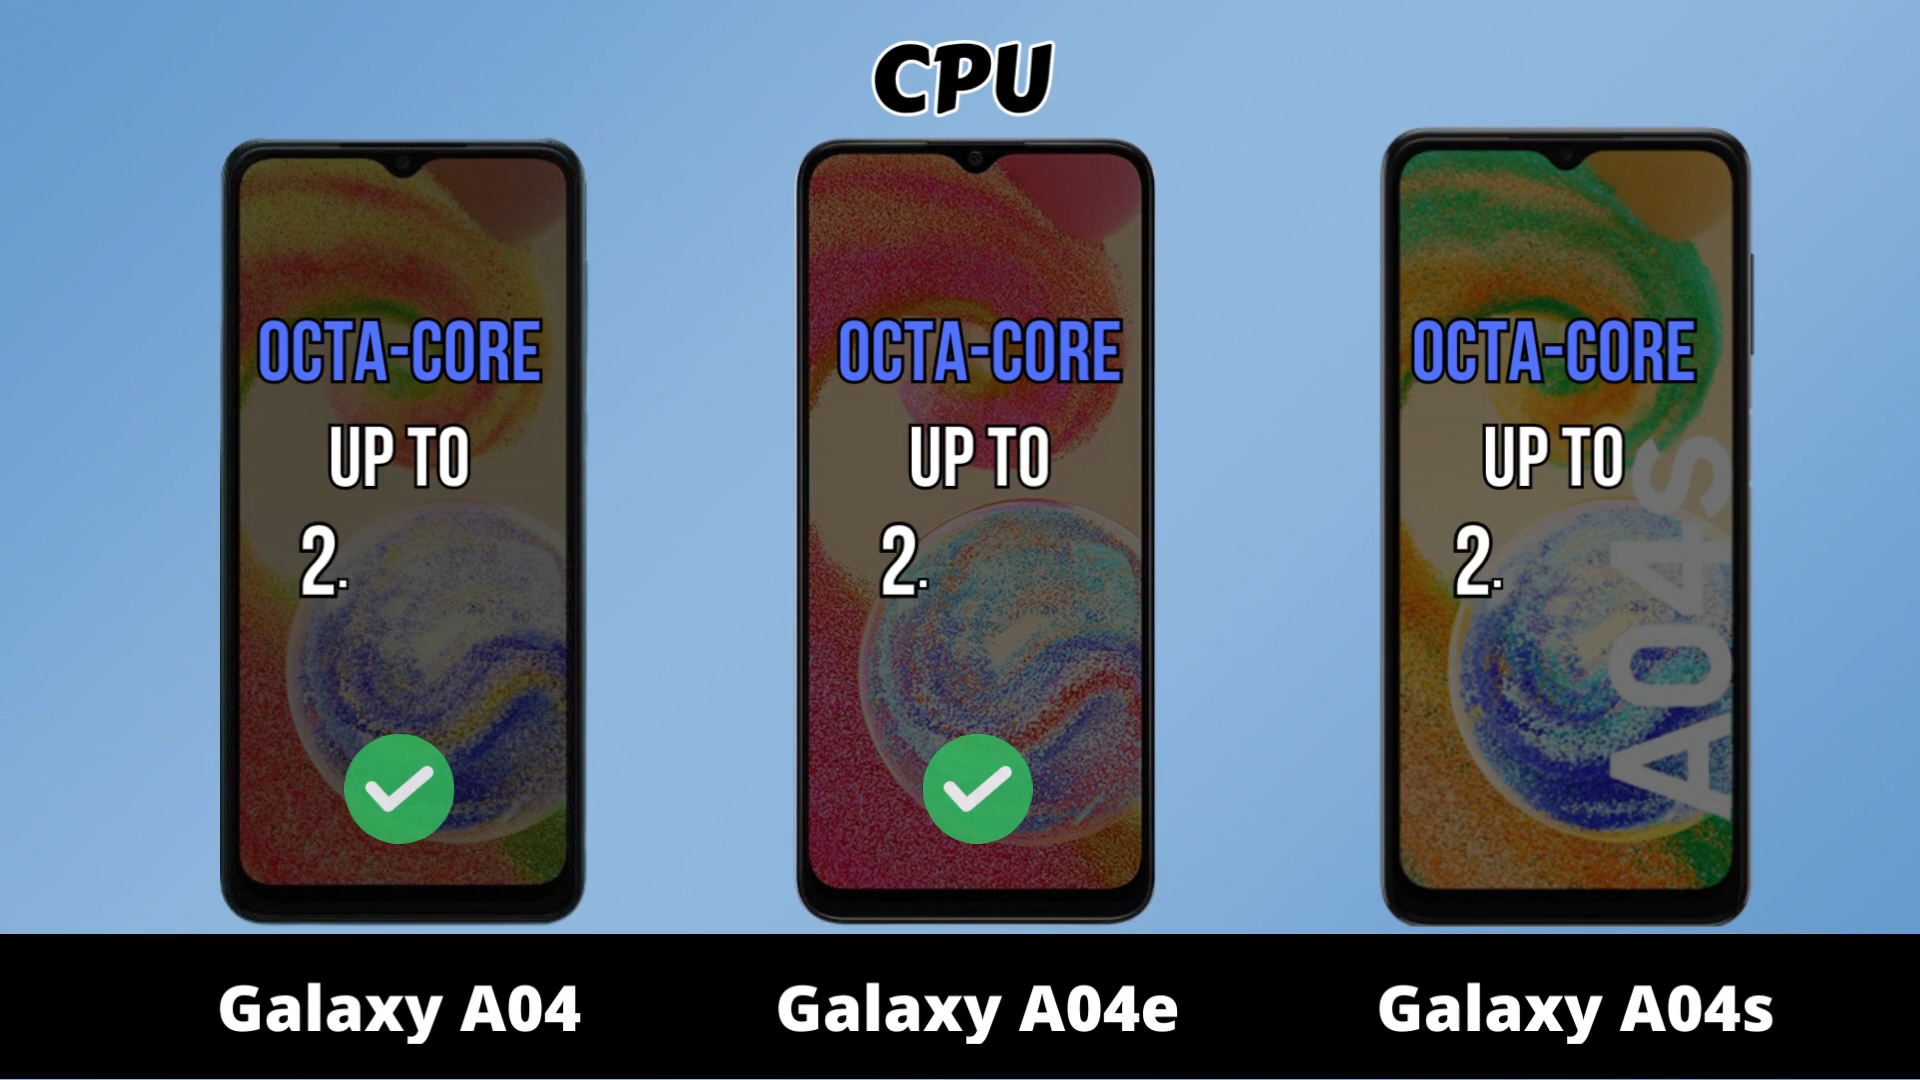 CPU
OCTA-CORE
UP TO
2.
OCTA-CORE
UP TO
2.
OCTA-CORE
UP TO
2.
A04s
Galaxy A04
Galaxy A04e
Galaxy A04s